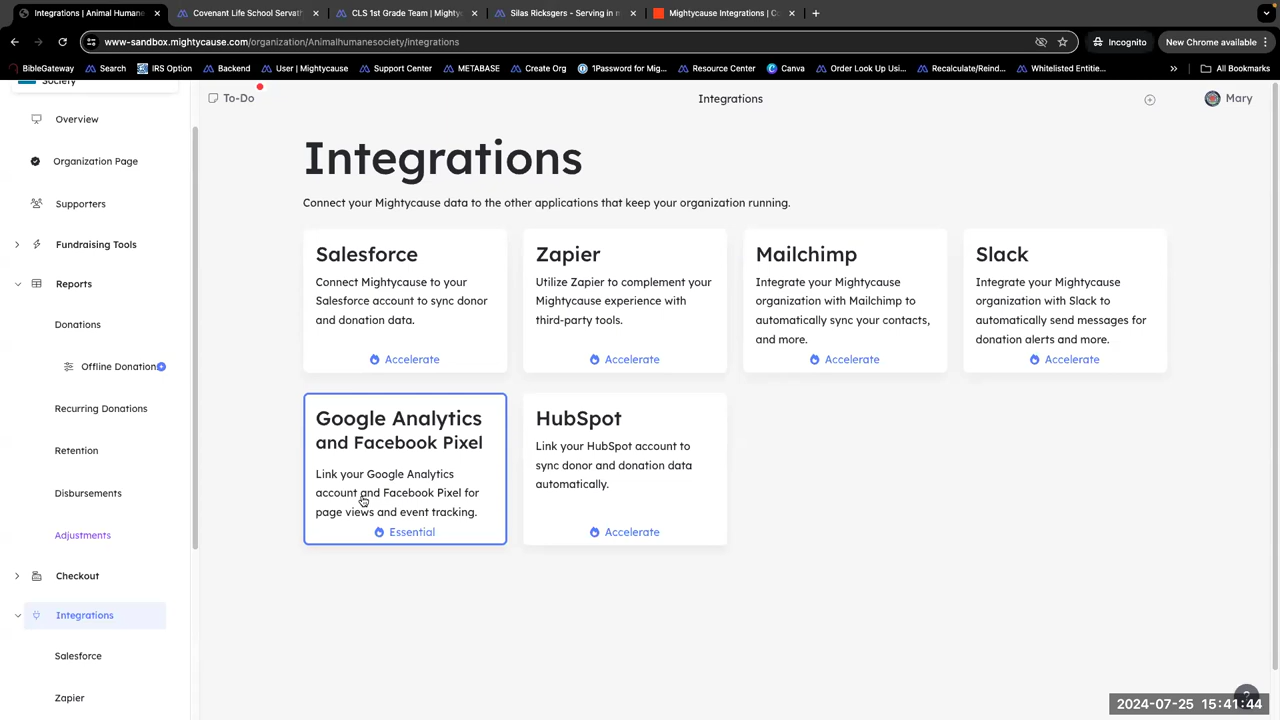 Integrations | Animal Humane
Covenant Life School Servath
CLS 1st Grade Team | Mighty
Silas Ricksgers - Serving in m
Mightycause Integrations | C
www-sandbox.mightycause.com/organization/Animalhumanesociety/integrations
Incognito
New Chrome available
BibleGateway
Search
IRS Option
Backend
User | Mightycause
Support Center
METABASE
Create Org
1Password for Mig...
Resource Center
Canva
Order Look Up Usi...
Recalculate/Reind...
Whitelisted Entitie...
»
All Bookmarks
Society
To-Do
Integrations
Mary
Overview
Organization Page
Supporters
Fundraising Tools
Reports
Donations
Offline Donation
Recurring Donations
Retention
Disbursements
Adjustments
Checkout
Integrations
Salesforce
Zapier
Integrations
Connect your Mightycause data to the other applications that keep your organization running.
Salesforce
Connect Mightycause to your
Salesforce account to sync donor
and donation data.
Accelerate
Zapier
Utilize Zapier to complement your
Mightycause experience with
third-party tools.
Accelerate
Mailchimp
Integrate your Mightycause
organization with Mailchimp to
automatically sync your contacts,
and more.
Accelerate
Slack
Integrate your Mightycause
organization with Slack to
automatically send messages for
donation alerts and more.
Accelerate
Google Analytics
and Facebook Pixel
Link your Google Analytics
account and Facebook Pixel for
page views and event tracking.
Essential
HubSpot
Link your HubSpot account to
sync donor and donation data
automatically.
Accelerate
?
2024-07-25 15:41:44